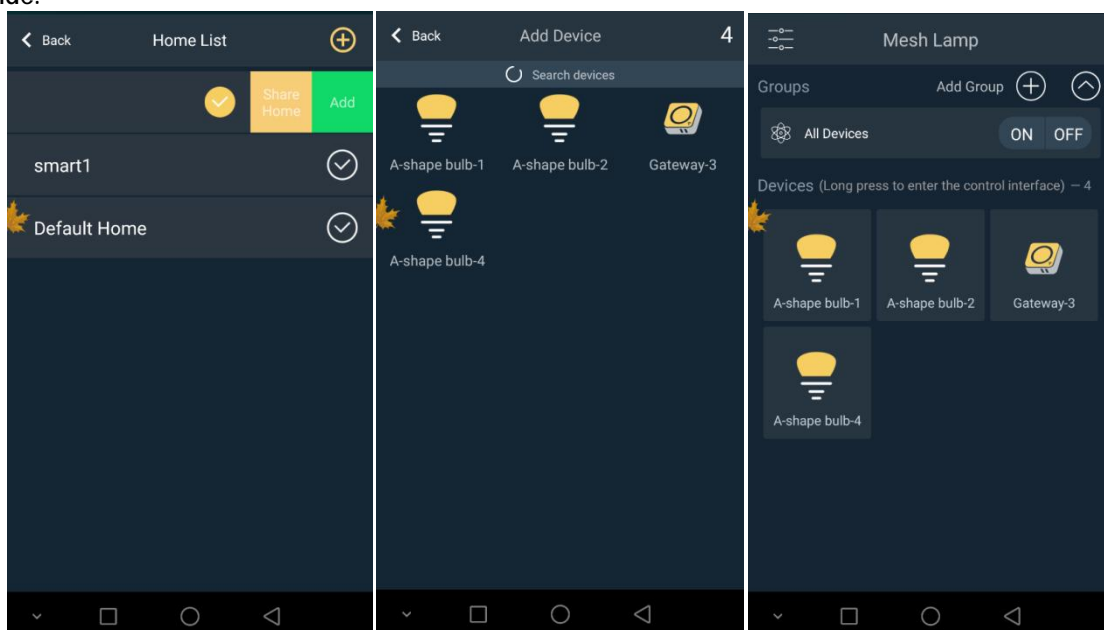 Back Home List
Share
Home
Add
smart1
Default Home
Back Add Device 4
Search devices
A-shape bulb-1 A-shape bulb-2 Gateway-3
A-shape bulb-4
Mesh Lamp
Groups Add Group
All Devices ON OFF
Devices (Long press to enter the control interface) — 4
A-shape bulb-1 A-shape bulb-2 Gateway-3
A-shape bulb-4